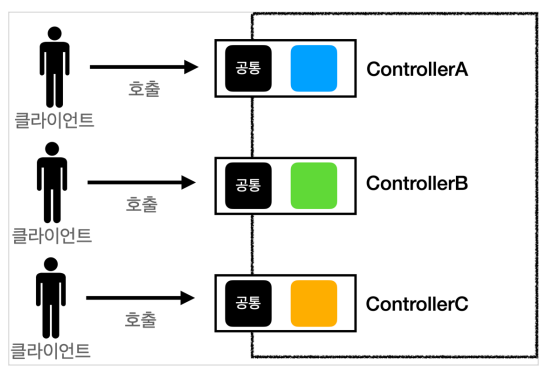 공통 ControllerA
호출
클라이언트
공통 ControllerB
호출
클라이언트
공통 ControllerC
호출
클라이언트